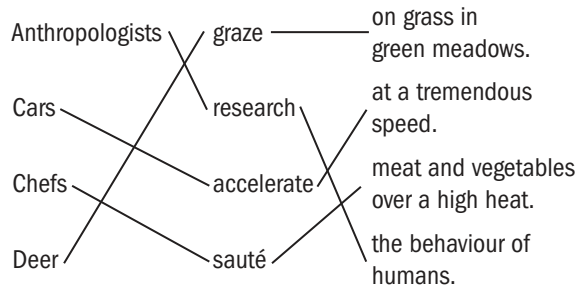 Anthropologists
graze
on grass in
green meadows.
Cars
research
at a tremendous
speed.
Chefs
accelerate
meat and vegetables
over a high heat.
Deer
sauté
the behaviour of
humans.